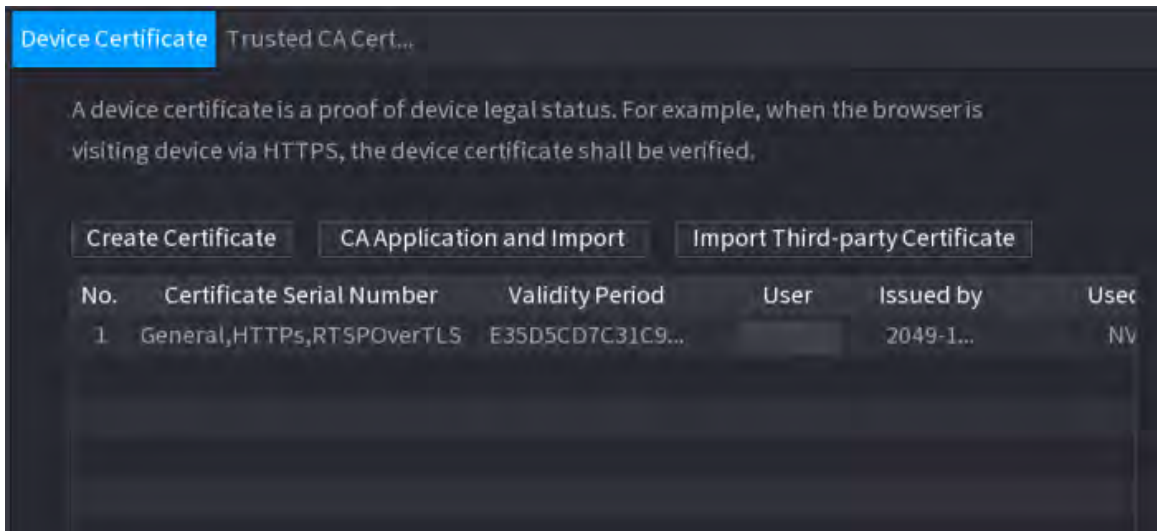 Device Certificate Trusted CA Cert...
A device certificate is a proof of device legal status. For example, when the browser is
visiting device via HTTPS, the device certificate shall be verified.
Create Certificate CA Application and Import Import Third-party Certificate
No. Certificate Serial Number Validity Period User Issued by Used
1 General,HTTPs,RTSPOverTLS E35D5CD7C31C9... 2049-1... NV